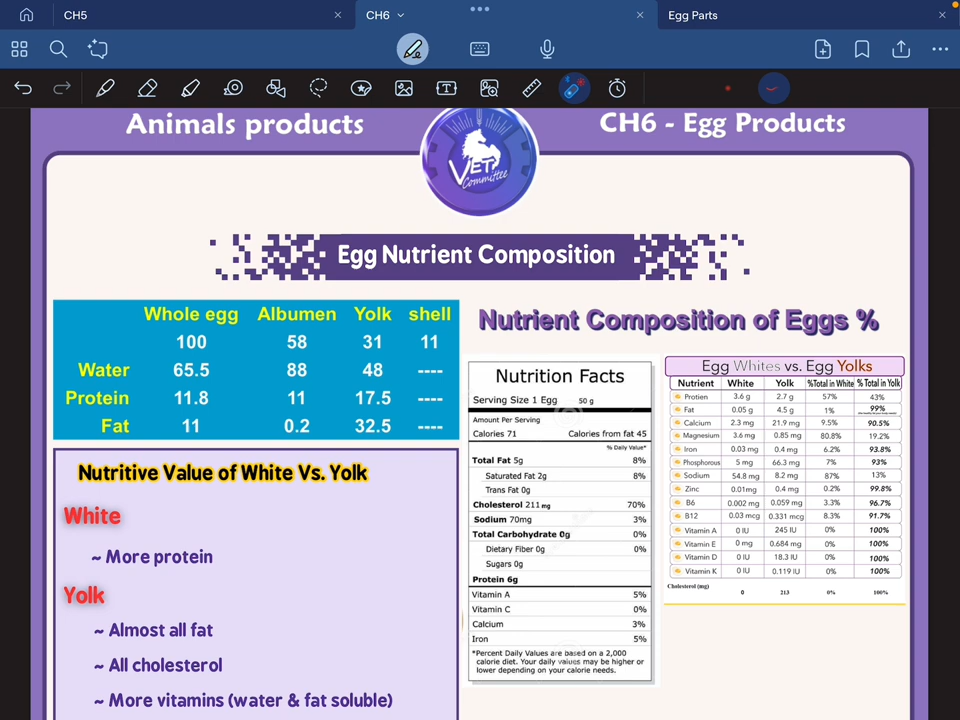 CH5
CH6
Egg Parts
Animals products
CH6 - Egg Products
VET
Committee
Egg Nutrient Composition
Whole egg Albumen Yolk shell
100 58 31 11
Water 65.5 88 48 ----
Protein 11.8 11 17.5 ----
Fat 11 0.2 32.5 ----
Nutritive Value of White Vs. Yolk
White
~ More protein
Yolk
~ Almost all fat
~ All cholesterol
~ More vitamins (water & fat soluble)
Nutrient Composition of Eggs %
Nutrition Facts
Serving Size 1 Egg 50 g
Amount Per Serving
Calories 71 Calories from fat 45
% Daily Value*
Total Fat 5g 8%
Saturated Fat 2g 8%
Trans Fat 0g
Cholesterol 211mg 70%
Sodium 70mg 3%
Total Carbohydrate 0g 0%
Dietary Fiber 0g 0%
Sugars 0g
Protein 6g
Vitamin A 5%
Vitamin C 0%
Calcium 3%
Iron 5%
*Percent Daily Values are based on a 2,000
calorie diet. Your daily values may be higher or
lower depending on your calorie needs.
Egg Whites vs. Egg Yolks
Nutrient White Yolk %Total in White % Total in Yolk
Protien 3.6 g 2.7 g 57% 43%
Fat 0.05 g 4.5 g 1% 99%
Calcium 2.3 mg 21.9 mg 9.5% 90.5%
Magnesium 3.6 mg 0.85 mg 80.8% 19.2%
Iron 0.03 mg 0.4 mg 6.2% 93.8%
Phosphorous 5 mg 66.3 mg 7% 93%
Sodium 54.8 mg 8.2 mg 87% 13%
Zinc 0.01mg 0.4 mg 0.2% 99.8%
B6 0.002 mg 0.059 mg 3.3% 96.7%
B12 0.03 mcg 0.331 mcg 8.3% 91.7%
Vitamin A 0 IU 245 IU 0% 100%
Vitamin E 0 mg 0.684 mg 0% 100%
Vitamin D 0 IU 18.3 IU 0% 100%
Vitamin K 0 IU 0.119 IU 0% 100%
Cholesterol (mg) 0 213 0% 100%